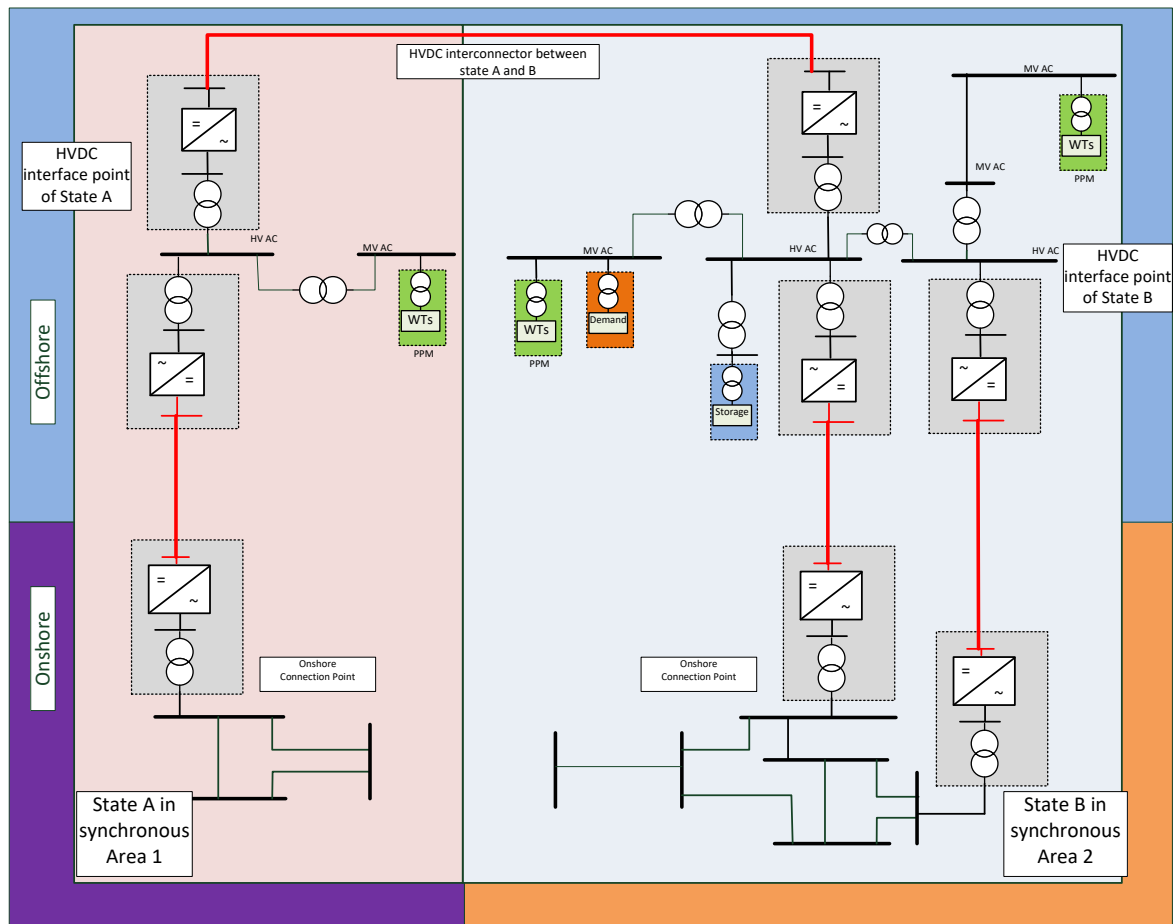 HVDC interconnector between
state A and B
MV AC
=
~
=
~
WTs
PPM
HVDC
interface point
of State A
MV AC
HV AC
MV AC
MV AC
HV AC
HV AC
HVDC
interface point
of State B
WTs
PPM
WTs
PPM
Demand
Storage
~
=
~
=
~
=
Offshore
Onshore
=
~
=
~
=
~
Onshore
Connection Point
Onshore
Connection Point
State A in
synchronous
Area 1
State B in
synchronous
Area 2